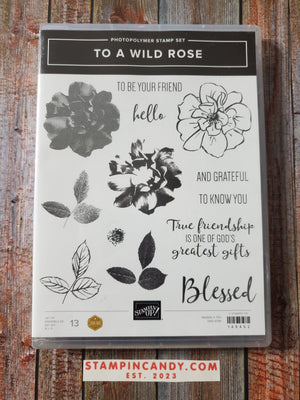 PHOTOPOLYMER STAMP SET
TO A WILD ROSE
TO BE YOUR FRIEND
hello
AND GRATEFUL
TO KNOW YOU
True friendship
IS ONE OF GOD'S
greatest gifts
Blessed
13
STAMPIN' UP!
149462
STAMPINCANDY.COM
EST. 2023